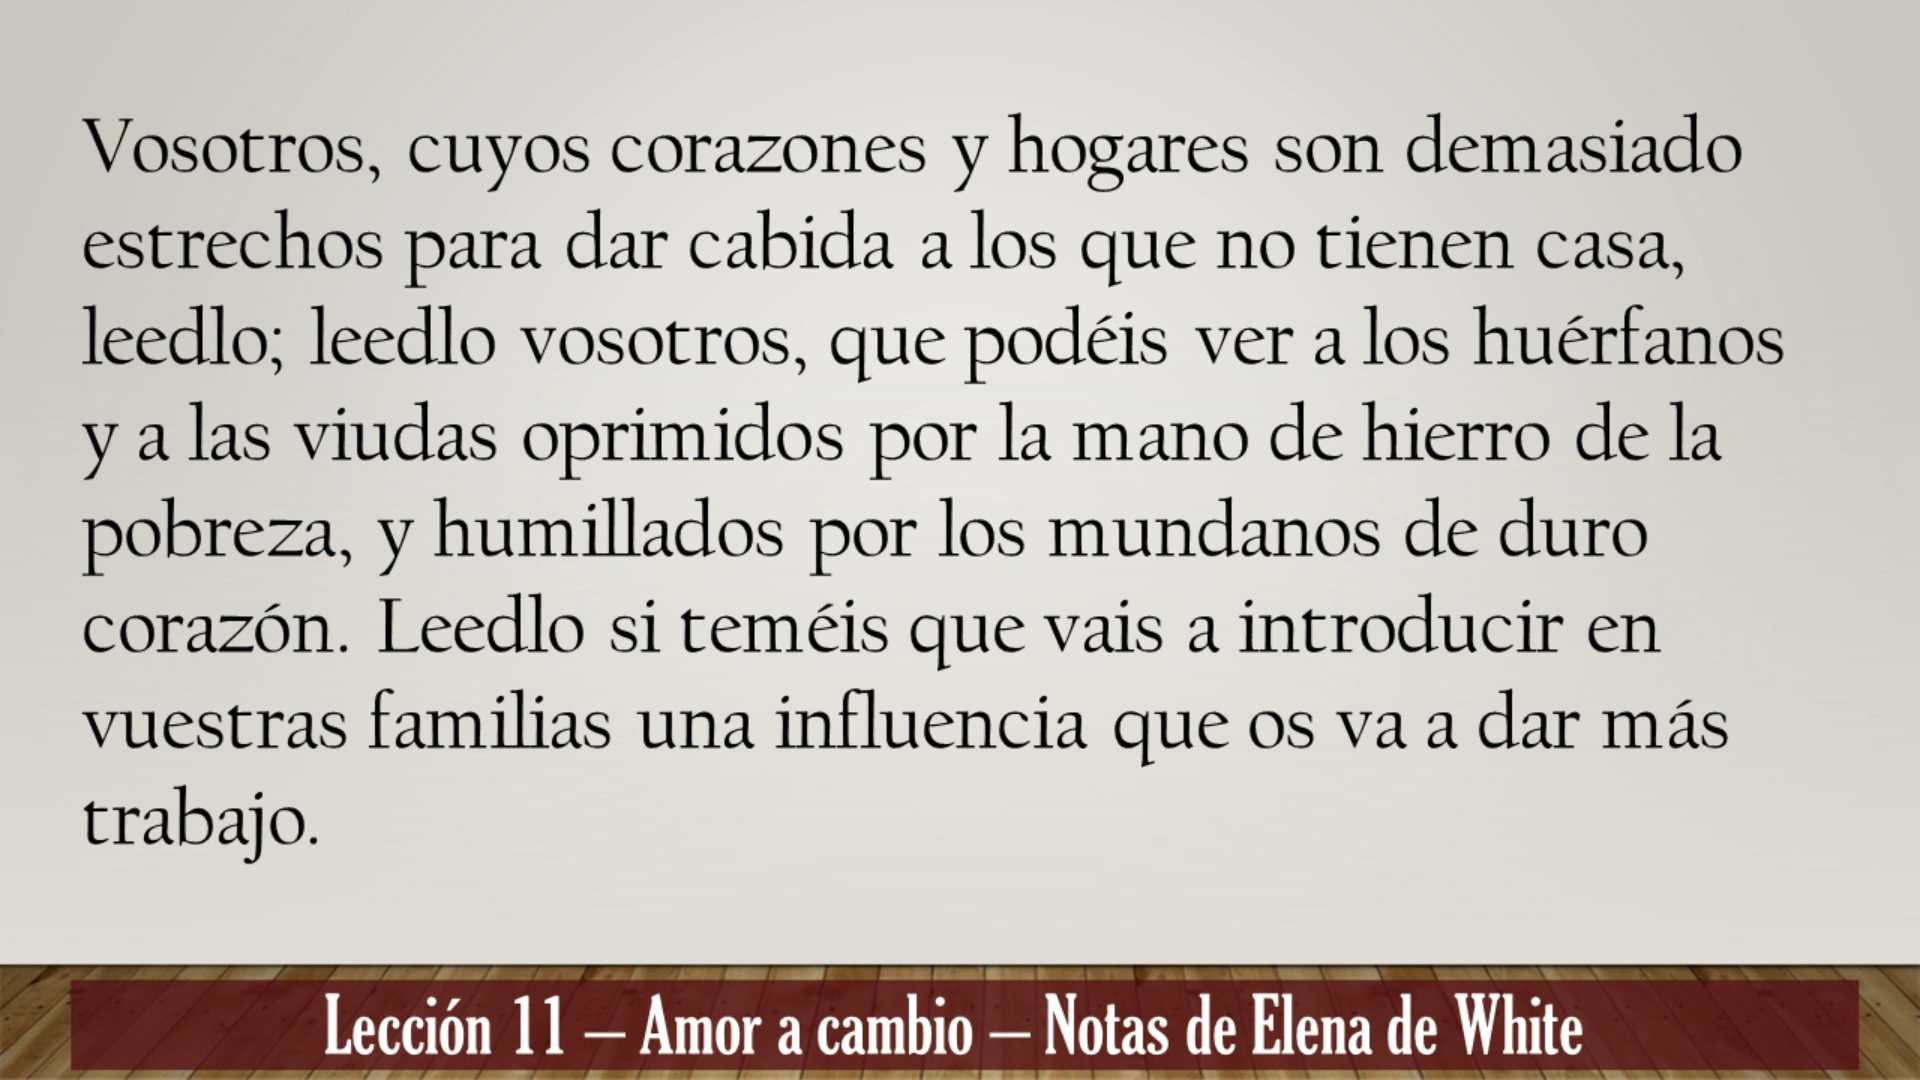 Vosotros, cuyos corazones y hogares son demasiado
estrechos para dar cabida a los que no tienen casa,
leedlo; leedlo vosotros, que podéis ver a los huérfanos
y a las viudas oprimidos por la mano de hierro de la
pobreza, y humillados por los mundanos de duro
corazón. Leedlo si teméis que vais a introducir en
vuestras familias una influencia que os va a dar más
trabajo.
Lección 11 – Amor a cambio – Notas de Elena de White